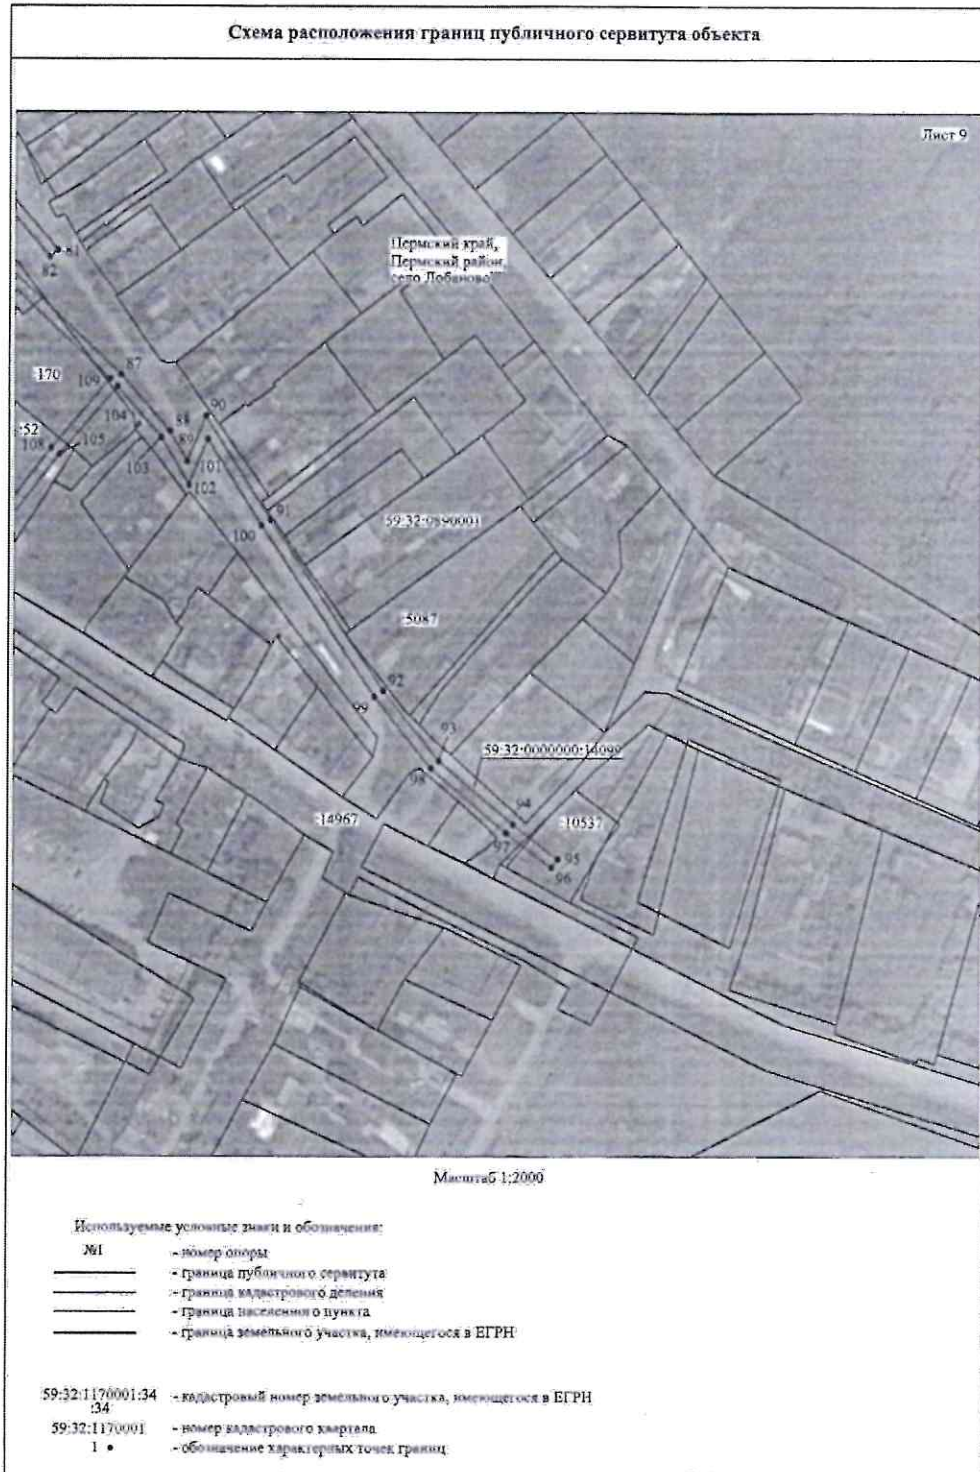 Схема расположения границ публичного сервитута объекта
Лист 9
Пермский край,
Пермский район,
село Лобаново
81
82
87
:170
109
104
90
88
:52
89
105
108
103
101
102
91
100
59:32:0890001
:5087
92
99
93
59:32:0000000:14099
98
94
:14967
:10537
97
95
96
Масштаб 1:2000
Используемые условные знаки и обозначения:
№1 - номер опоры
- граница публичного сервитута
- граница кадастрового деления
- граница населенного пункта
- граница земельного участка, имеющегося в ЕГРН
59:32:1170001:34 - кадастровый номер земельного участка, имеющегося в ЕГРН
:34
59:32:1170001 - номер кадастрового квартала
1 • - обозначение характерных точек границ